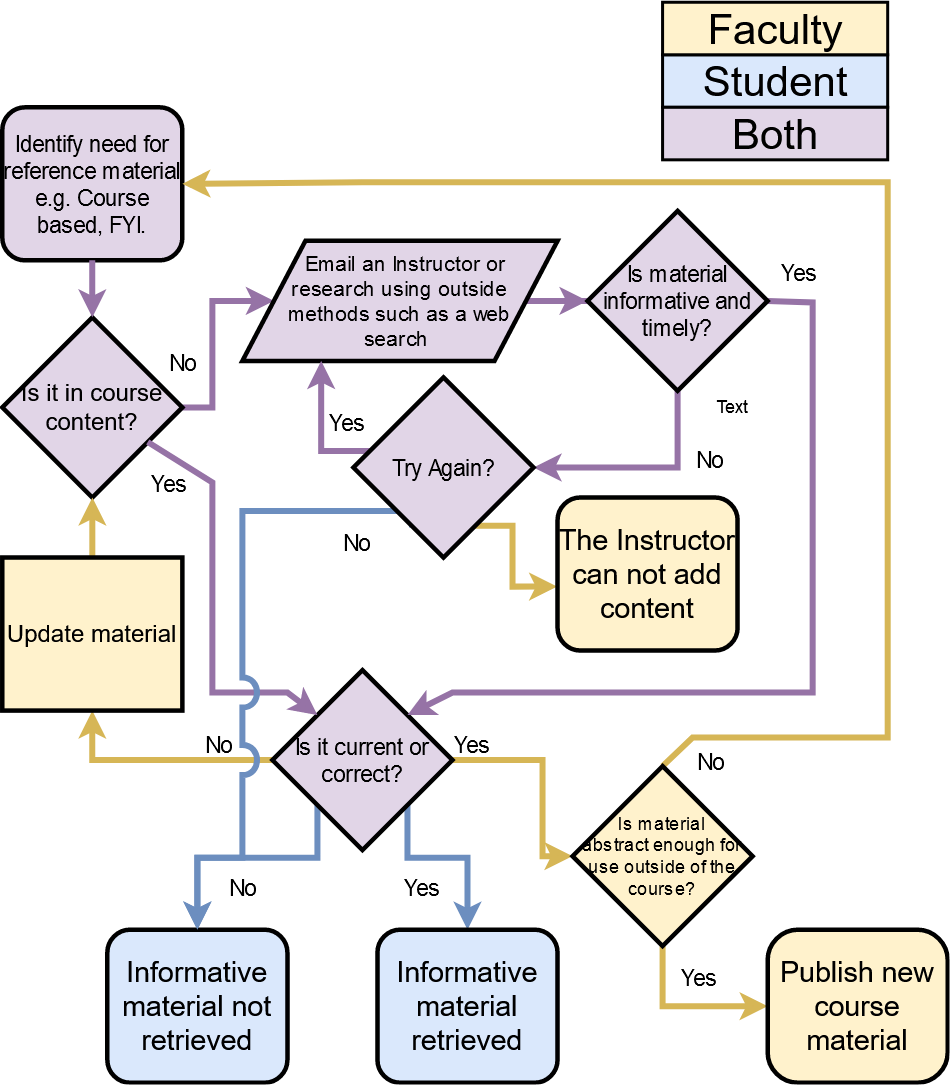 Faculty
Student
Both
Identify need for
reference material
e.g. Course
based, FYI.
Email an Instructor or
research using outside
methods such as a web
search
Is material
informative and
timely?
Yes
No
Is it in course
content?
Yes
Text
Yes
Try Again?
No
No
The Instructor
can not add
content
Update material
No
Is it current or
correct?
Yes
No
Is material
abstract enough for
use outside of the
course?
No
Yes
Yes
Informative
material not
retrieved
Informative
material
retrieved
Publish new
course
material